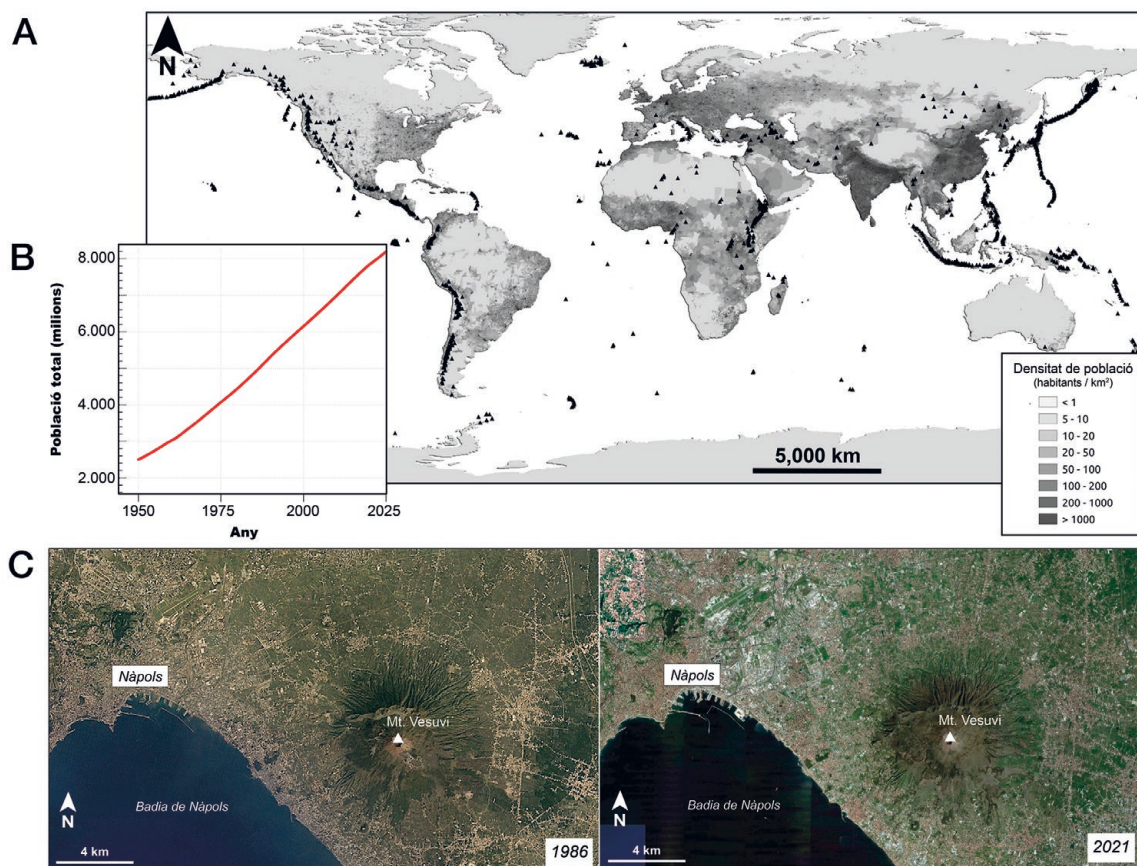 A
N
B
8.000
6.000
4.000
2.000
Població total (milions)
1950
1975
2000
2025
Any
5,000 km
Densitat de població
(habitants / km²)
< 1
5 - 10
10 - 20
20 - 50
50 - 100
100 - 200
200 - 1000
> 1000
C
Nàpols
Mt. Vesuvi
Badia de Nàpols
N
4 km
1986
Nàpols
Mt. Vesuvi
Badia de Nàpols
N
4 km
2021